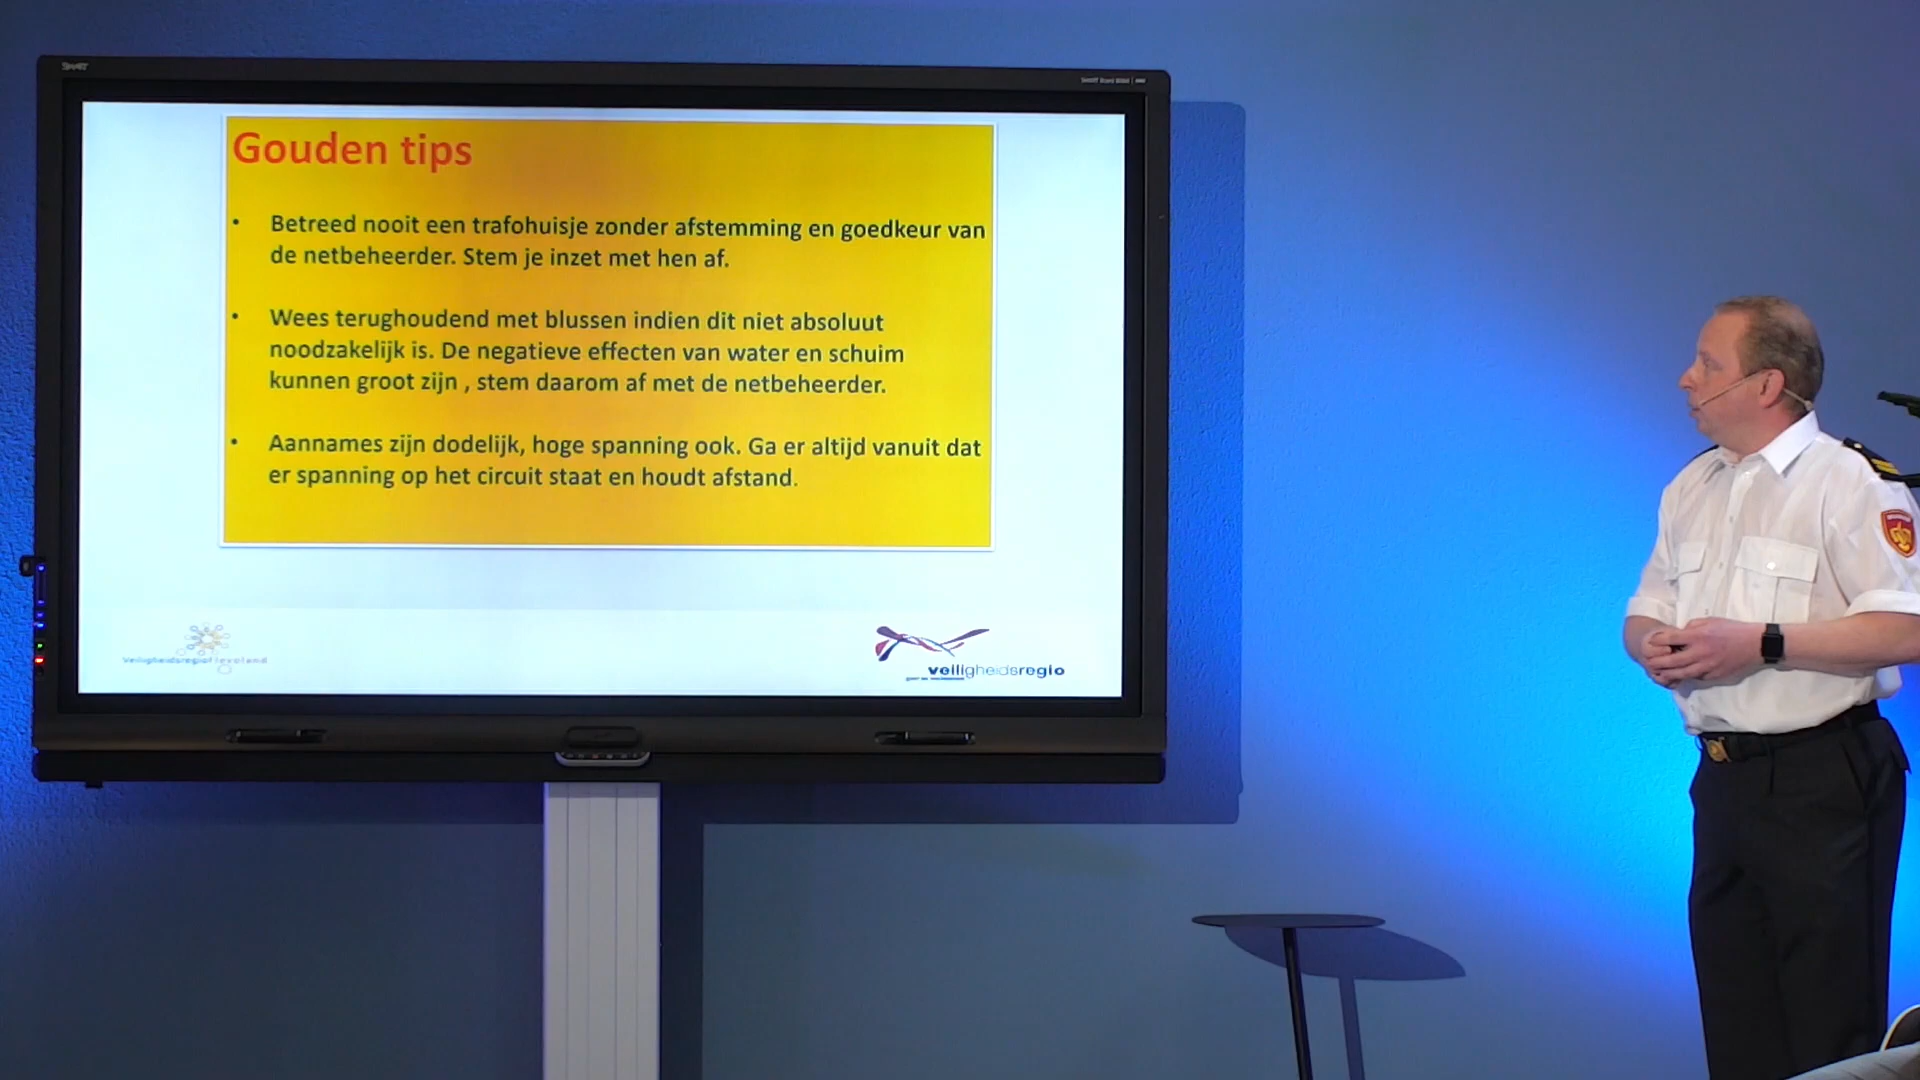 SMART
Gouden tips
• Betreed nooit een trafohuisje zonder afstemming en goedkeur van
de netbeheerder. Stem je inzet met hen af.
• Wees terughoudend met blussen indien dit niet absoluut
noodzakelijk is. De negatieve effecten van water en schuim
kunnen groot zijn , stem daarom af met de netbeheerder.
• Aannames zijn dodelijk, hoge spanning ook. Ga er altijd vanuit dat
er spanning op het circuit staat en houdt afstand.
veiligheidsregioflevoland
veiligheidsregio